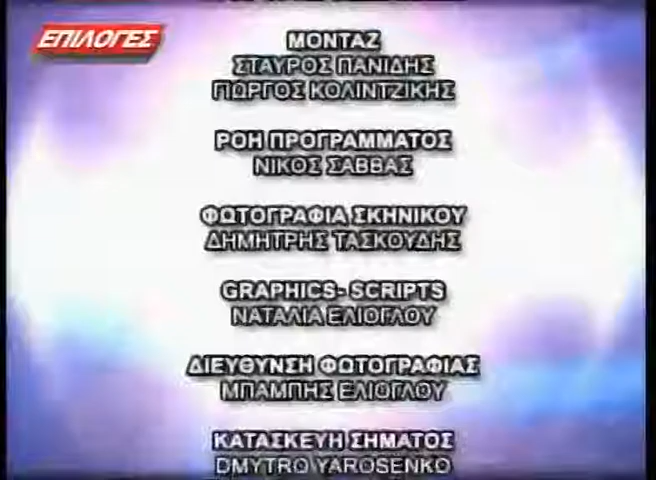 ΕΠΙΛΟΓΕΣ
ΜΟΝΤΑΖ
ΣΤΑΥΡΟΣ ΠΑΝΙΔΗΣ
ΓΙΩΡΓΟΣ ΚΟΛΙΝΤΖΙΚΗΣ
ΡΟΗ ΠΡΟΓΡΑΜΜΑΤΟΣ
ΝΙΚΟΣ ΣΑΒΒΑΣ
ΦΩΤΟΓΡΑΦΙΑ ΣΚΗΝΙΚΟΥ
ΔΗΜΗΤΡΗΣ ΤΑΣΚΟΥΔΗΣ
GRAPHICS- SCRIPTS
ΝΑΤΑΛΙΑ ΕΛΙΟΓΛΟΥ
ΔΙΕΥΘΥΝΣΗ ΦΩΤΟΓΡΑΦΙΑΣ
ΜΠΑΜΠΗΣ ΕΛΙΟΓΛΟΥ
ΚΑΤΑΣΚΕΥΗ ΣΗΜΑΤΟΣ
DMYTRO YAROSENKO